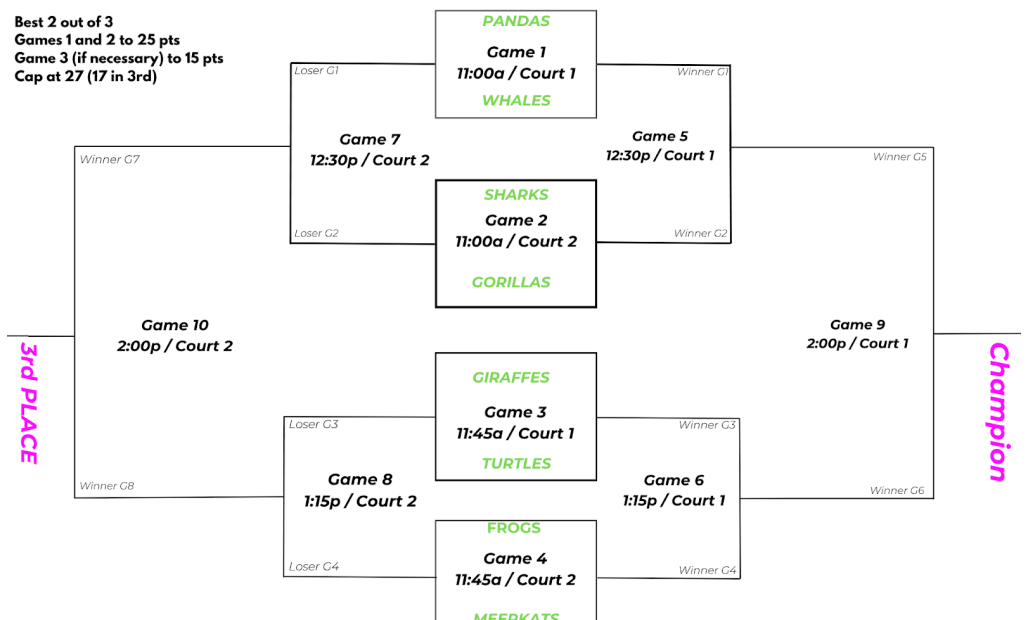 Best 2 out of 3
Games 1 and 2 to 25 pts
Game 3 (if necessary) to 15 pts
Cap at 27 (17 in 3rd)
PANDAS
Game 1
11:00a / Court 1
WHALES
Loser G1
Winner G1
Game 7
12:30p / Court 2
Game 5
12:30p / Court 1
Winner G7
Winner G5
SHARKS
Game 2
11:00a / Court 2
GORILLAS
Loser G2
Winner G2
Game 10
2:00p / Court 2
Game 9
2:00p / Court 1
3rd PLACE
Champion
GIRAFFES
Game 3
11:45a / Court 1
TURTLES
Loser G3
Winner G3
Game 8
1:15p / Court 2
Game 6
1:15p / Court 1
Winner G8
Winner G6
FROGS
Game 4
11:45a / Court 2
MEERKATS
Loser G4
Winner G4